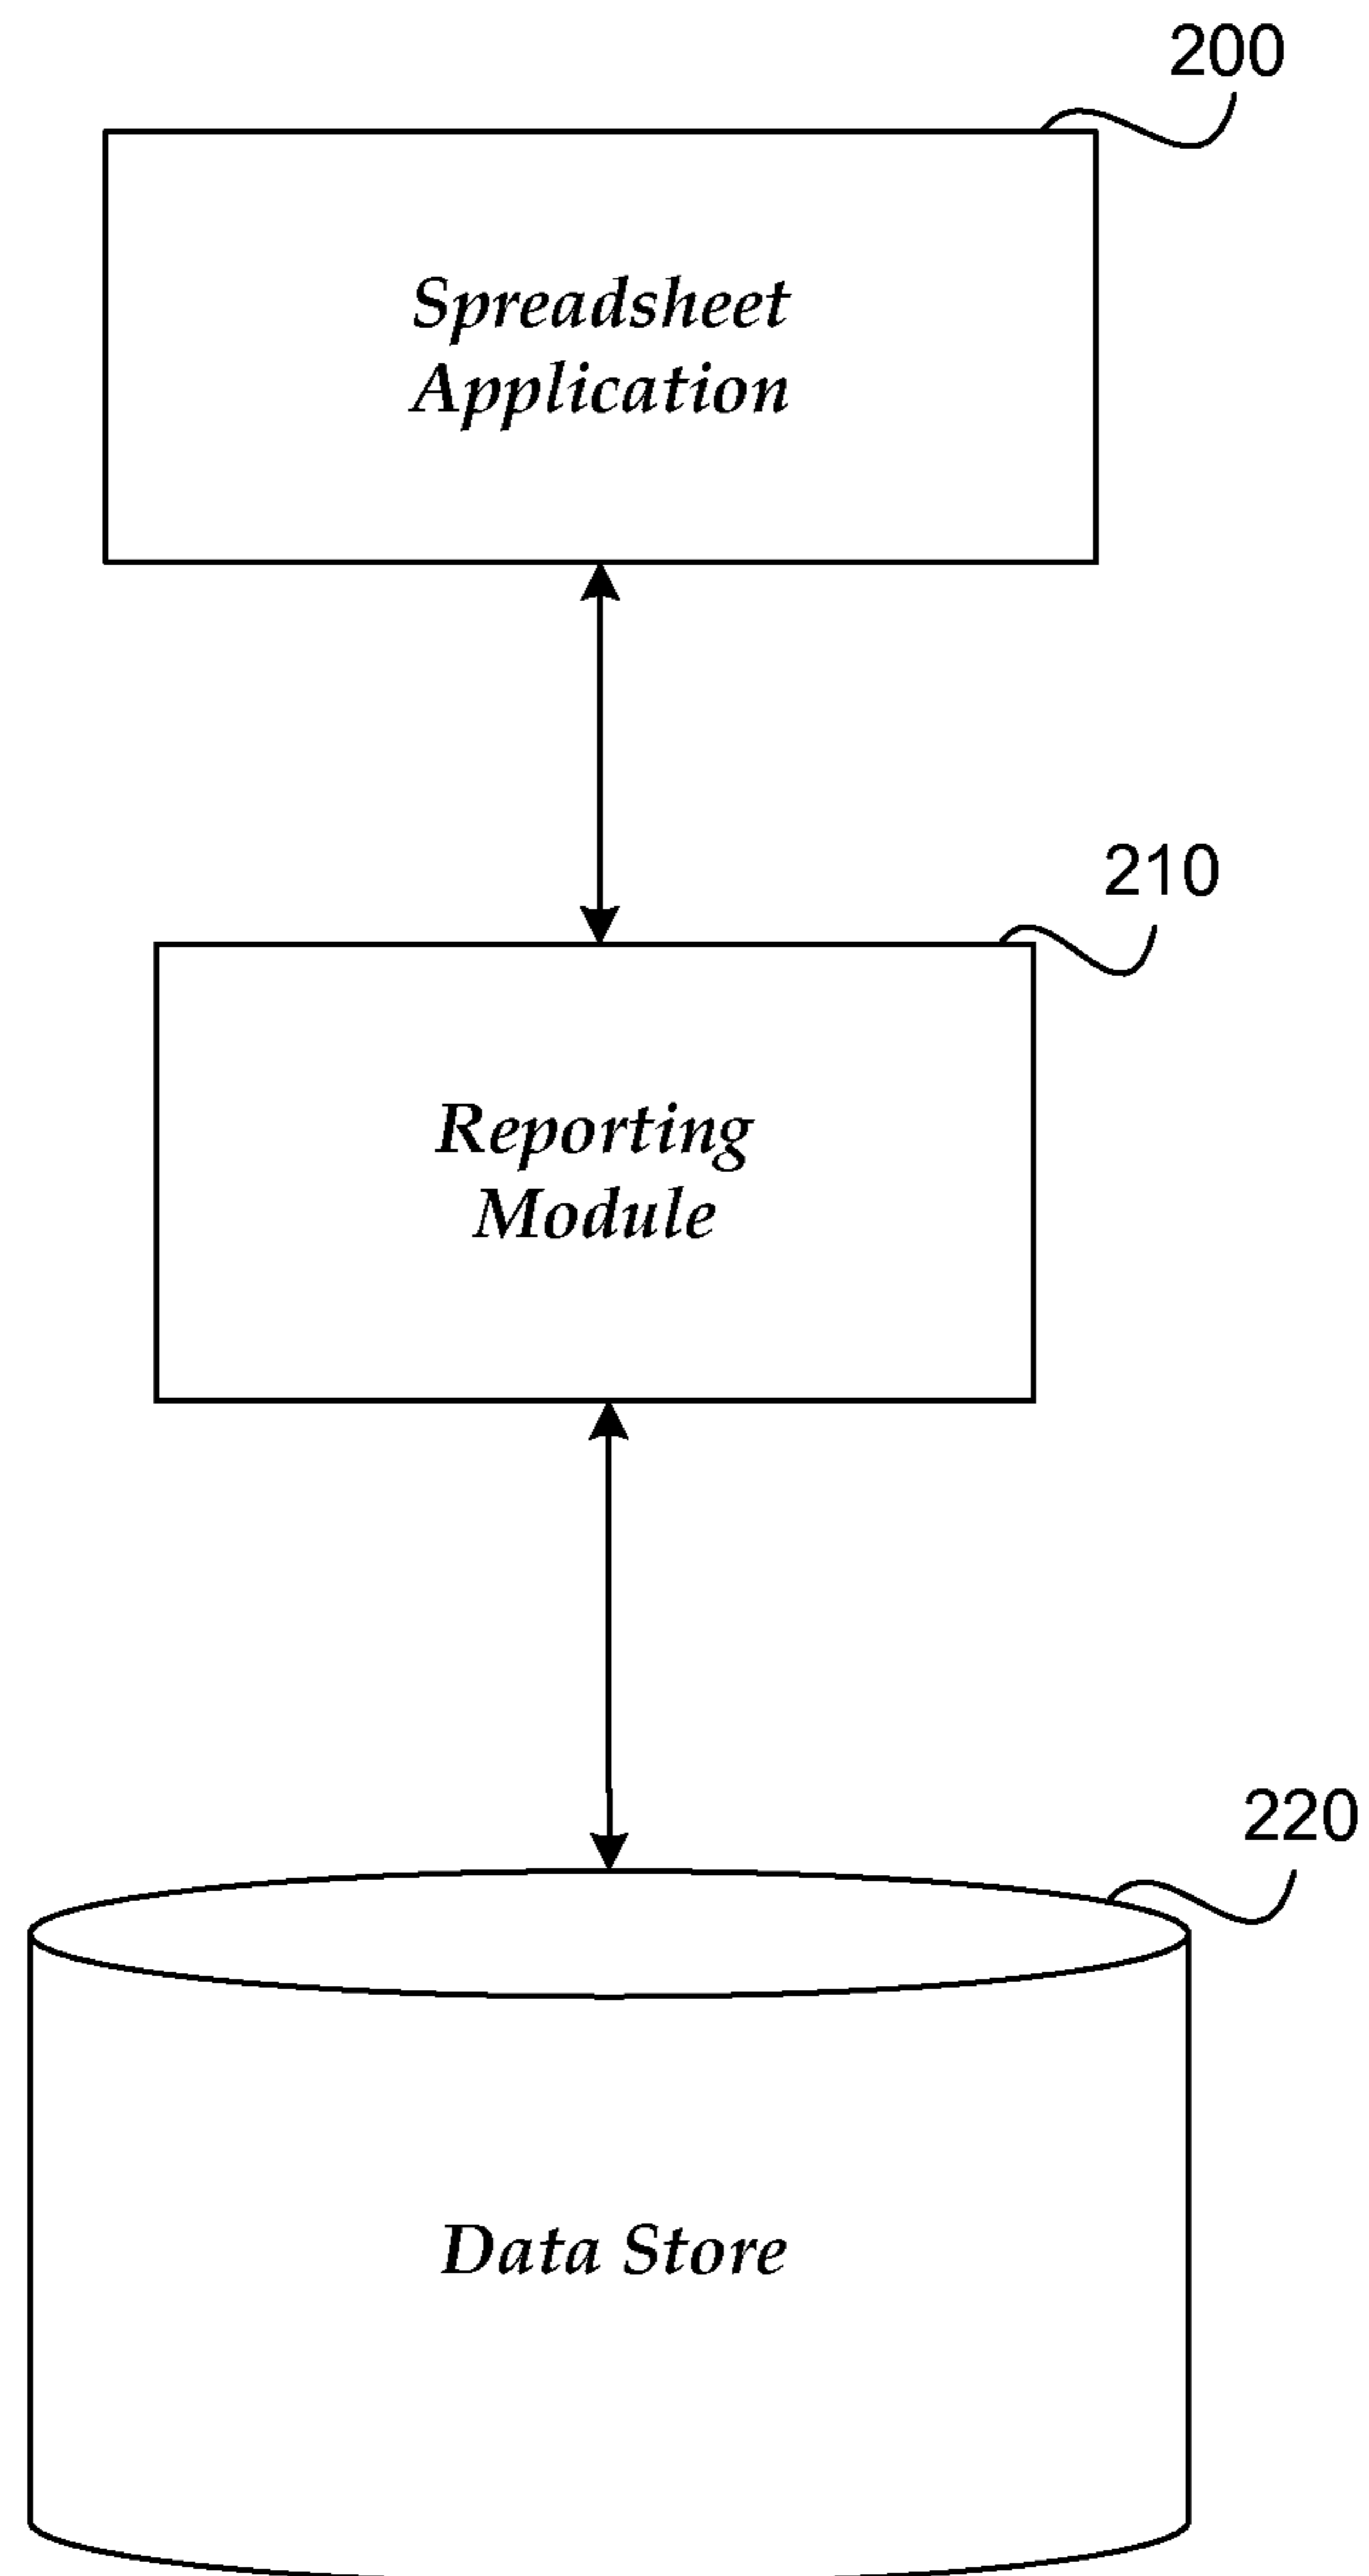 200
Spreadsheet
Application
210
Reporting
Module
220
Data Store